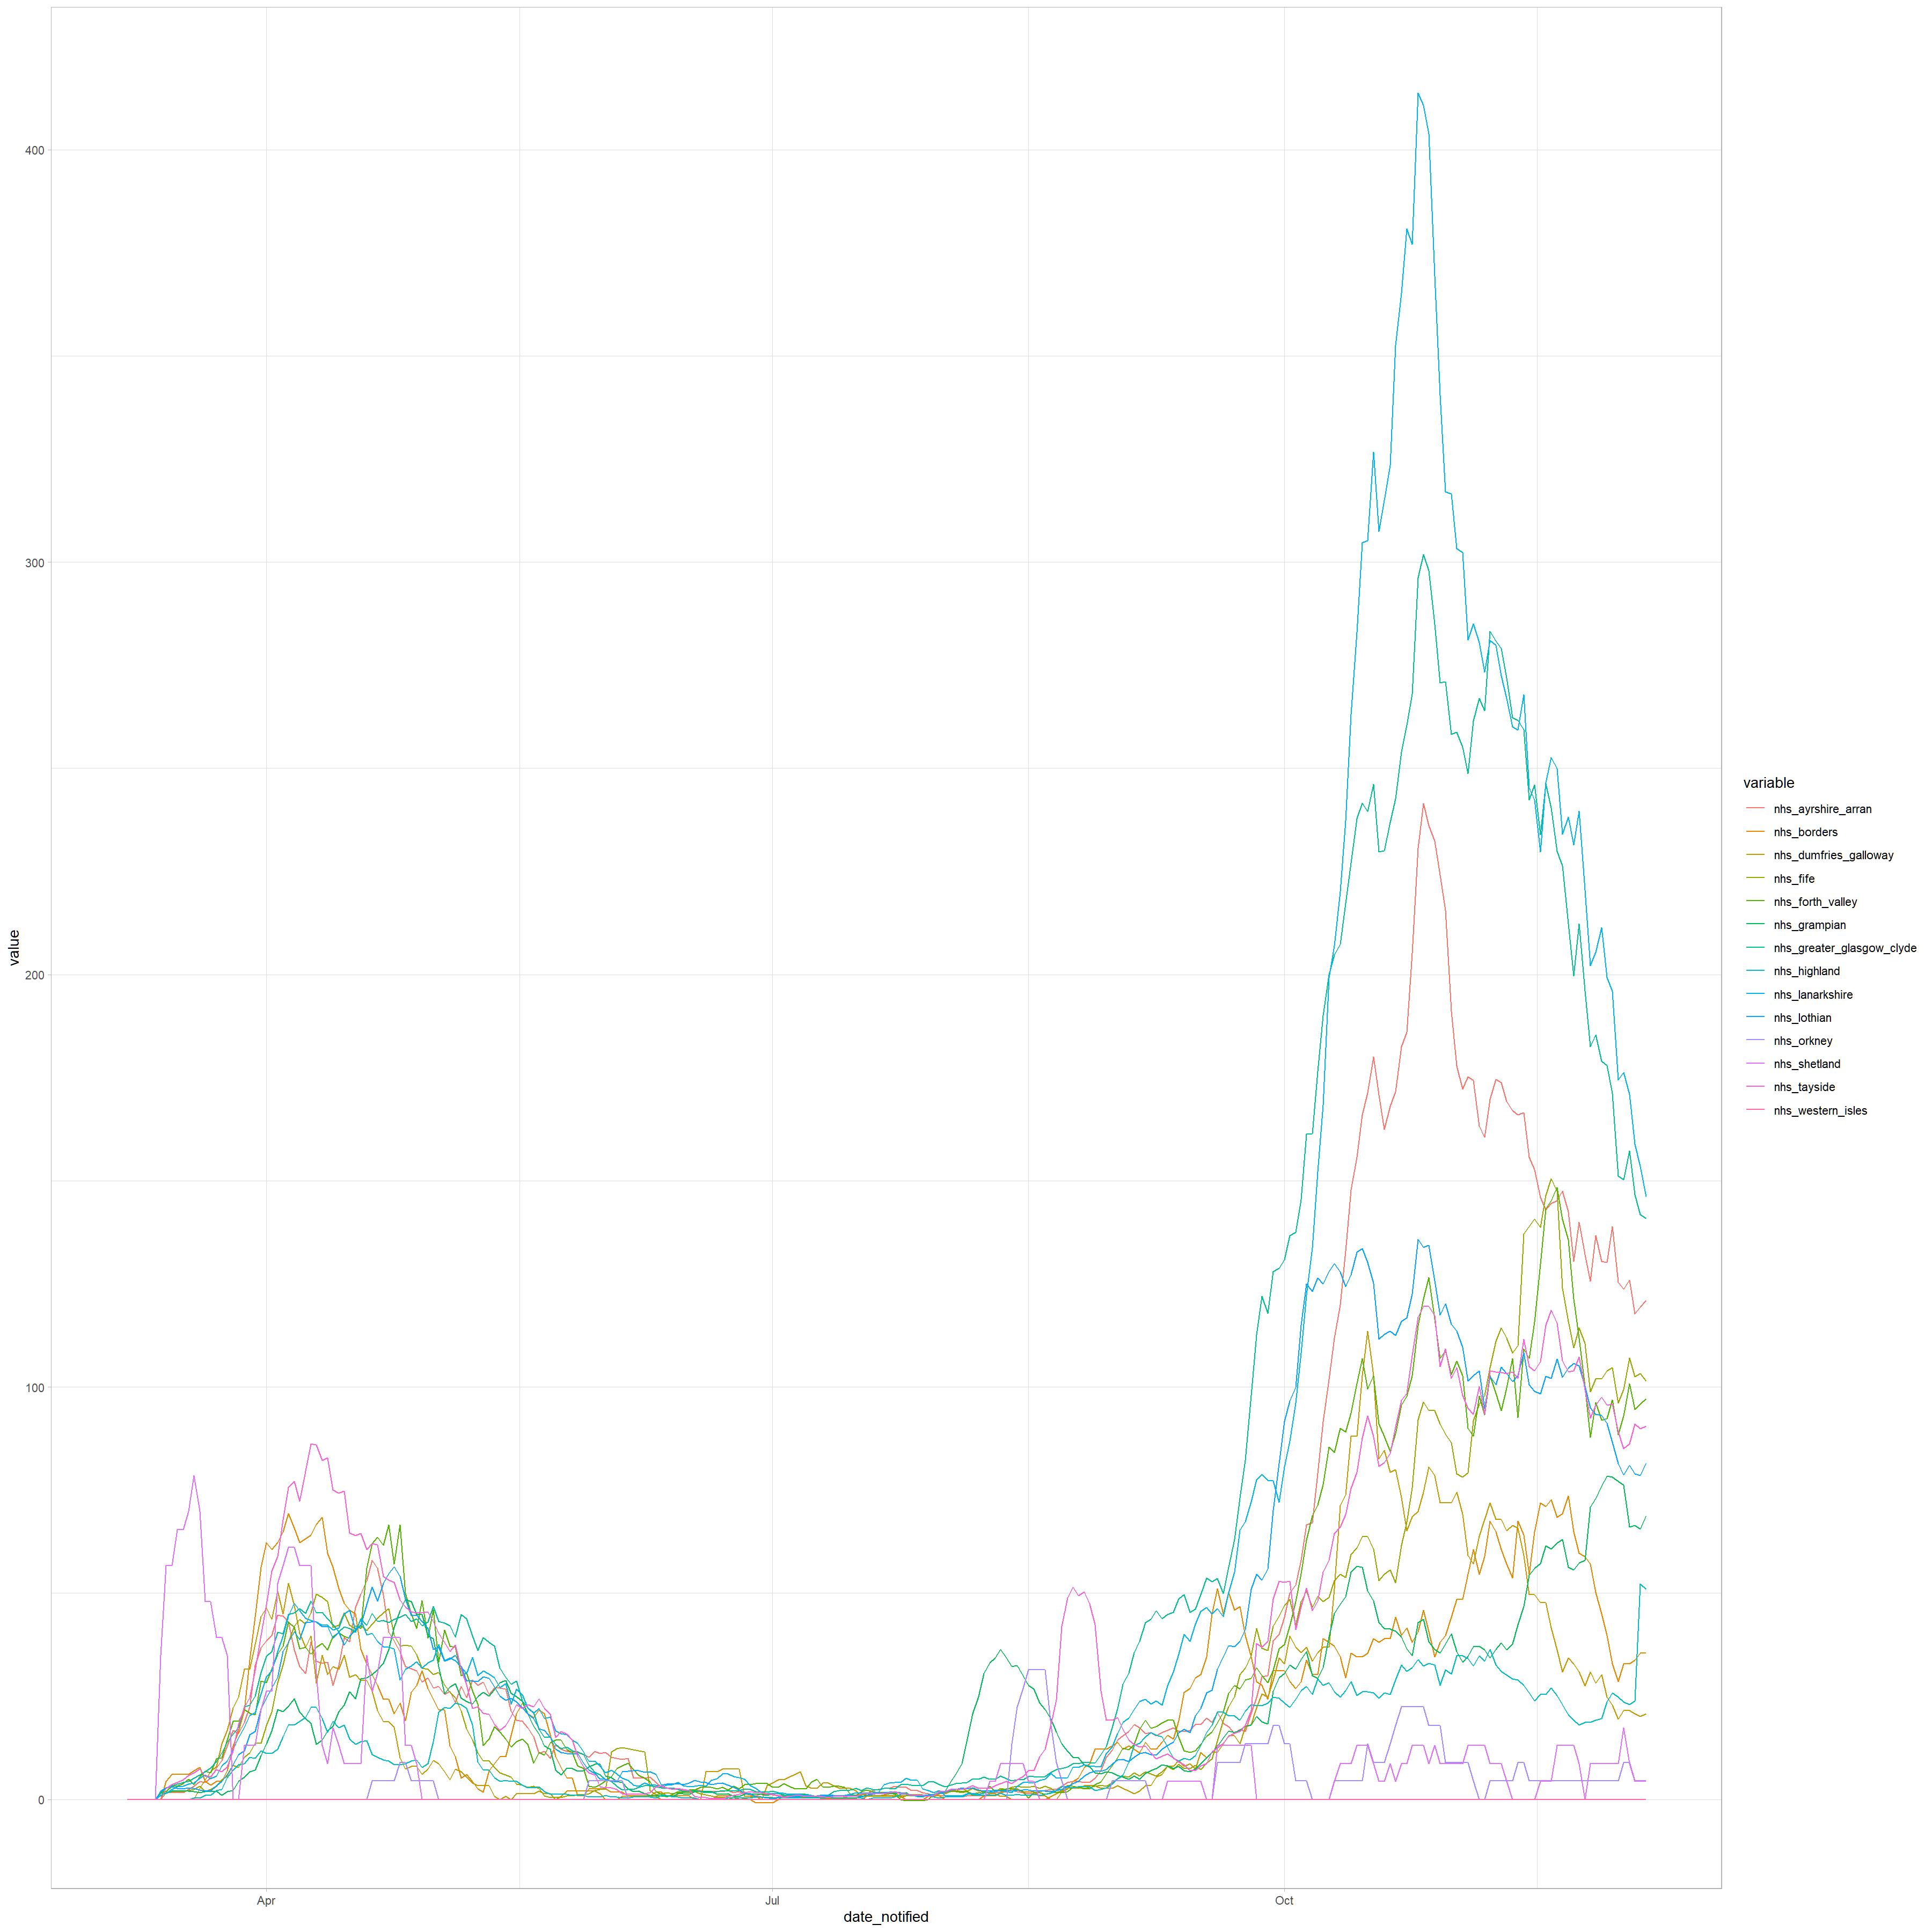 400
300
200
100
0
value
Apr
Jul
Oct
date_notified
variable
nhs_ayrshire_arran
nhs_borders
nhs_dumfries_galloway
nhs_fife
nhs_forth_valley
nhs_grampian
nhs_greater_glasgow_clyde
nhs_highland
nhs_lanarkshire
nhs_lothian
nhs_orkney
nhs_shetland
nhs_tayside
nhs_western_isles